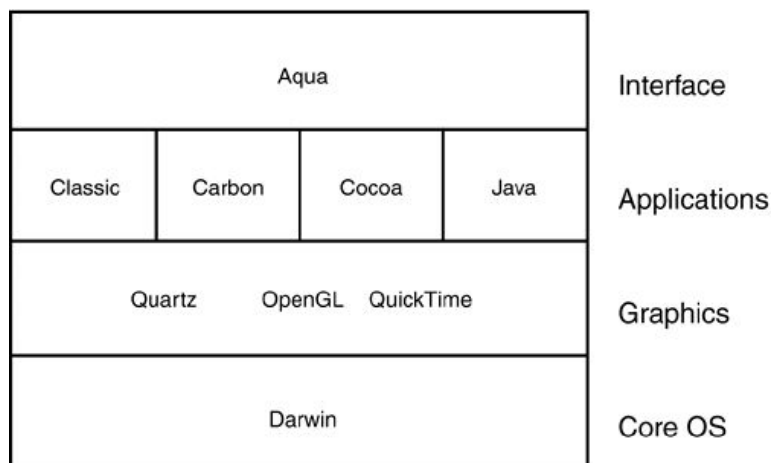 Aqua
Interface
Classic Carbon Cocoa Java
Applications
Quartz OpenGL QuickTime
Graphics
Darwin
Core OS